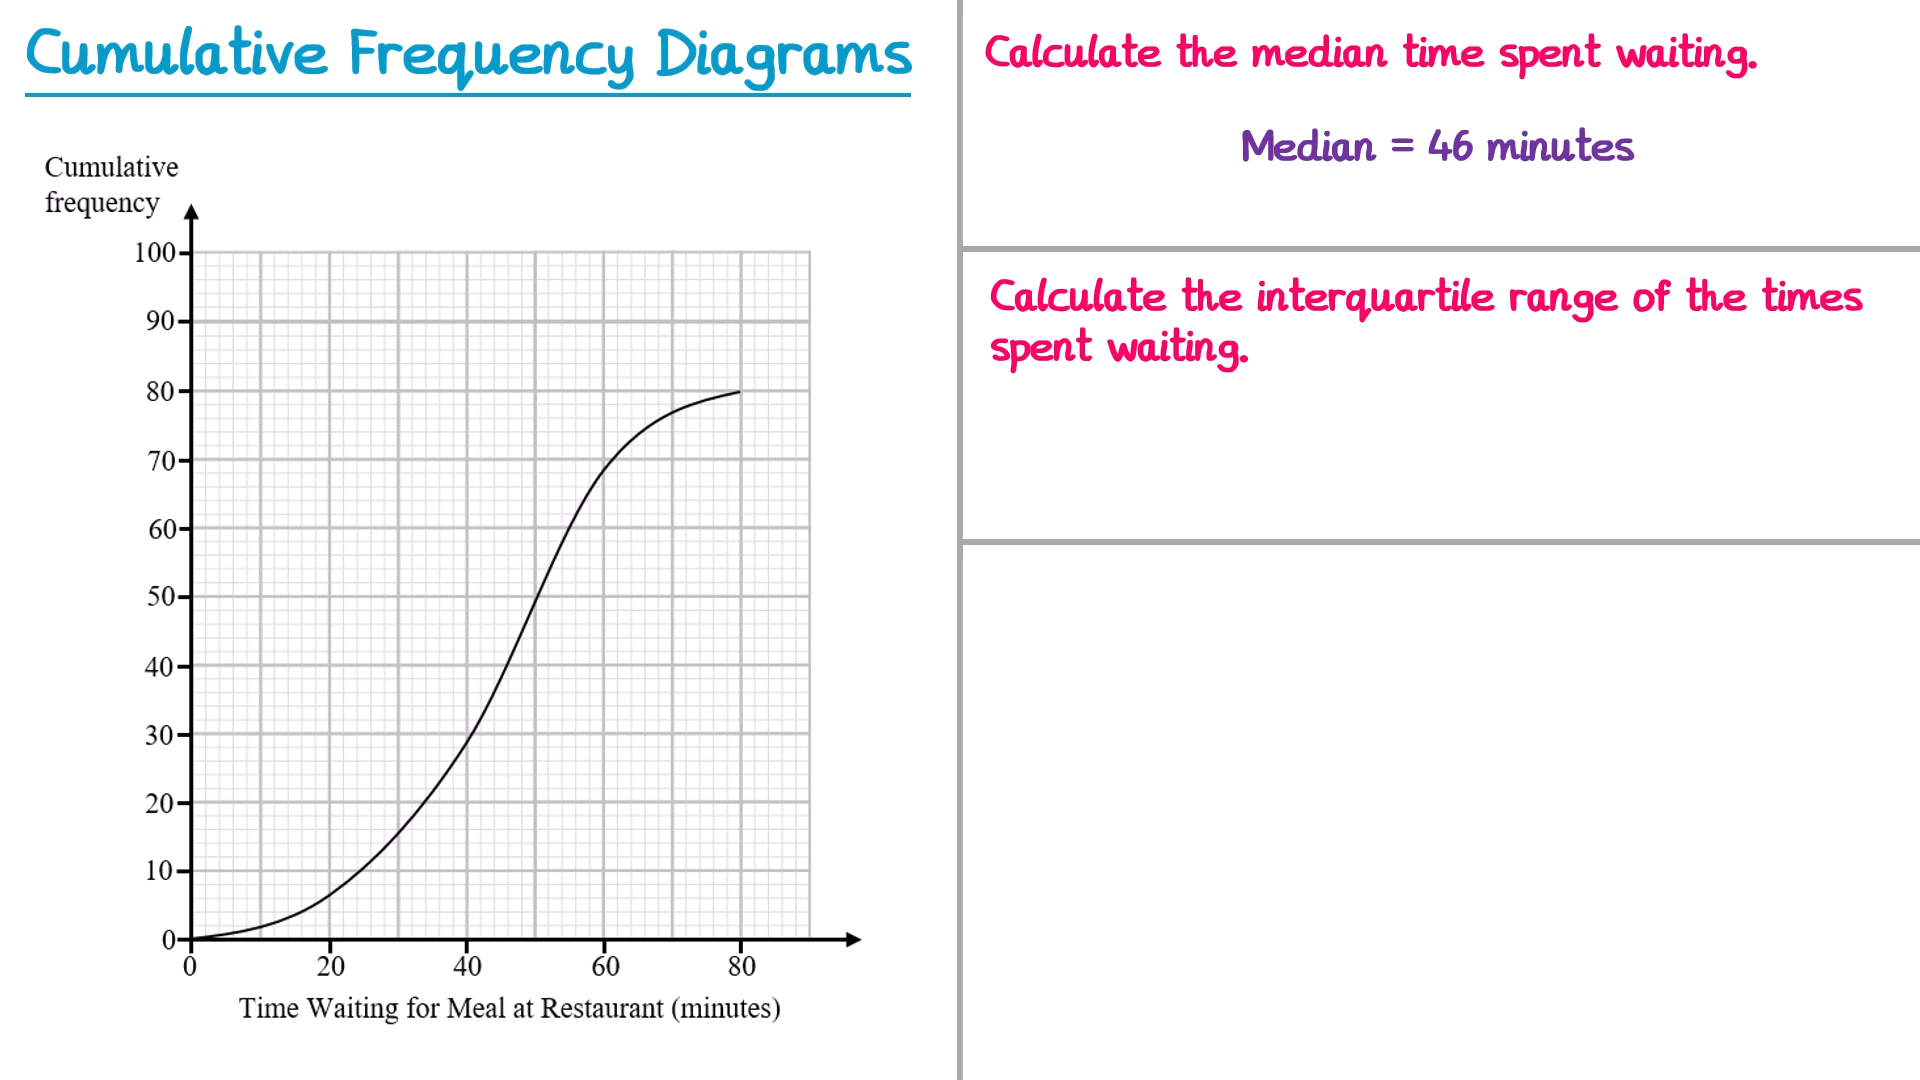 Cumulative Frequency Diagrams
Cumulative
frequency
100
90
80
70
60
50
40
30
20
10
0
0 20 40 60 80
Time Waiting for Meal at Restaurant (minutes)
Calculate the median time spent waiting.
Median = 46 minutes
Calculate the interquartile range of the times
spent waiting.